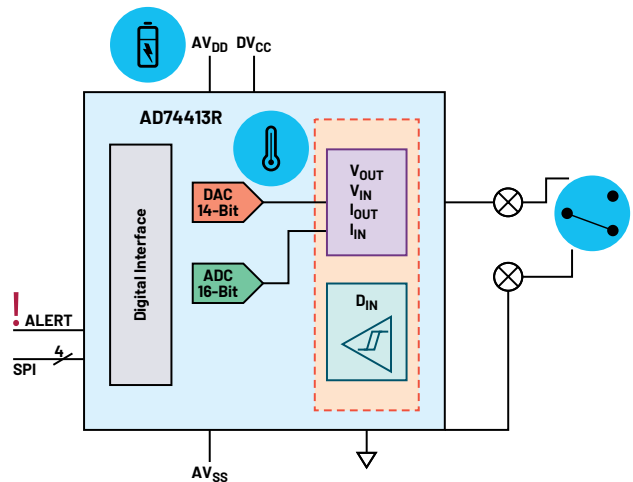 AVDD DVCC
AD74413R
Digital Interface
DAC
14-Bit
ADC
16-Bit
VOUT
VIN
IOUT
IIN
DIN
! ALERT
4
SPI
AVSS